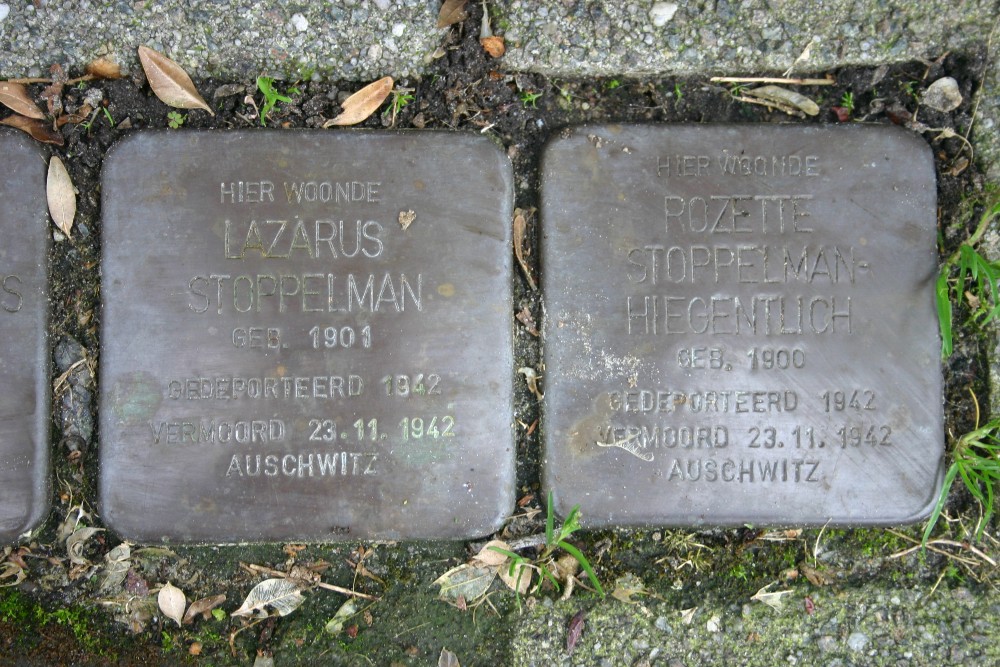 HIER WOONDE
LAZARUS
STOPPELMAN
GEB. 1901
GEDEPORTEERD 1942
VERMOORD 23.11.1942
AUSCHWITZ
HIER WOONDE
ROZETTE
STOPPELMAN-
HIEGENTLICH
GEB. 1900
GEDEPORTEERD 1942
VERMOORD 23.11.1942
AUSCHWITZ